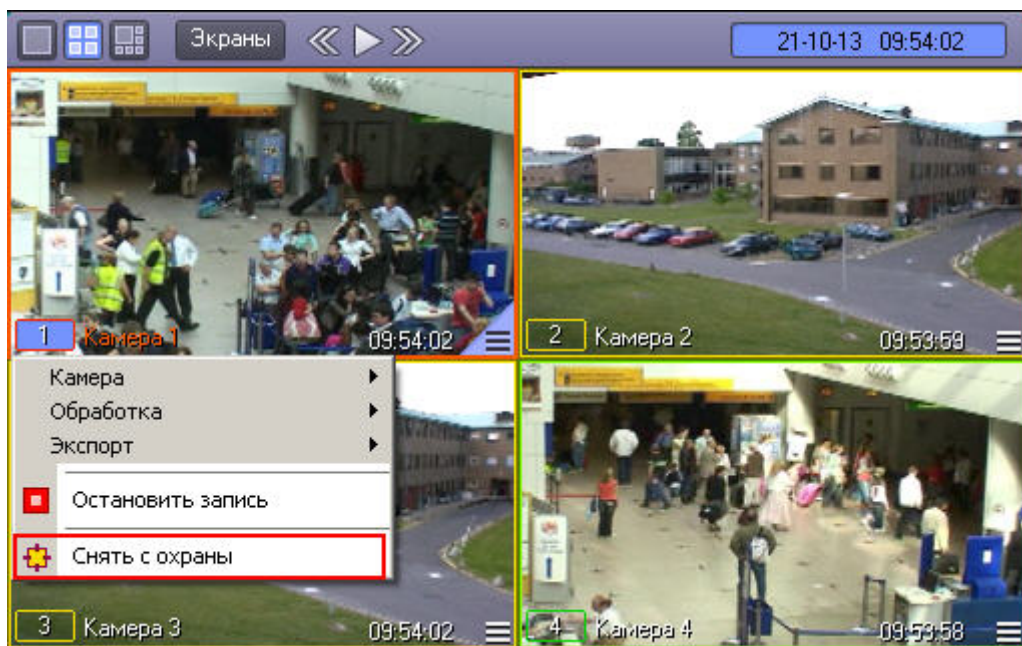 Экраны
21-10-13 09:54:02
1 Камера 1 09:54:02
2 Камера 2 09:53:59
Камера
Обработка
Экспорт
Остановить запись
Снять с охраны
3 Камера 3 09:54:02
4 Камера 4 09:53:58